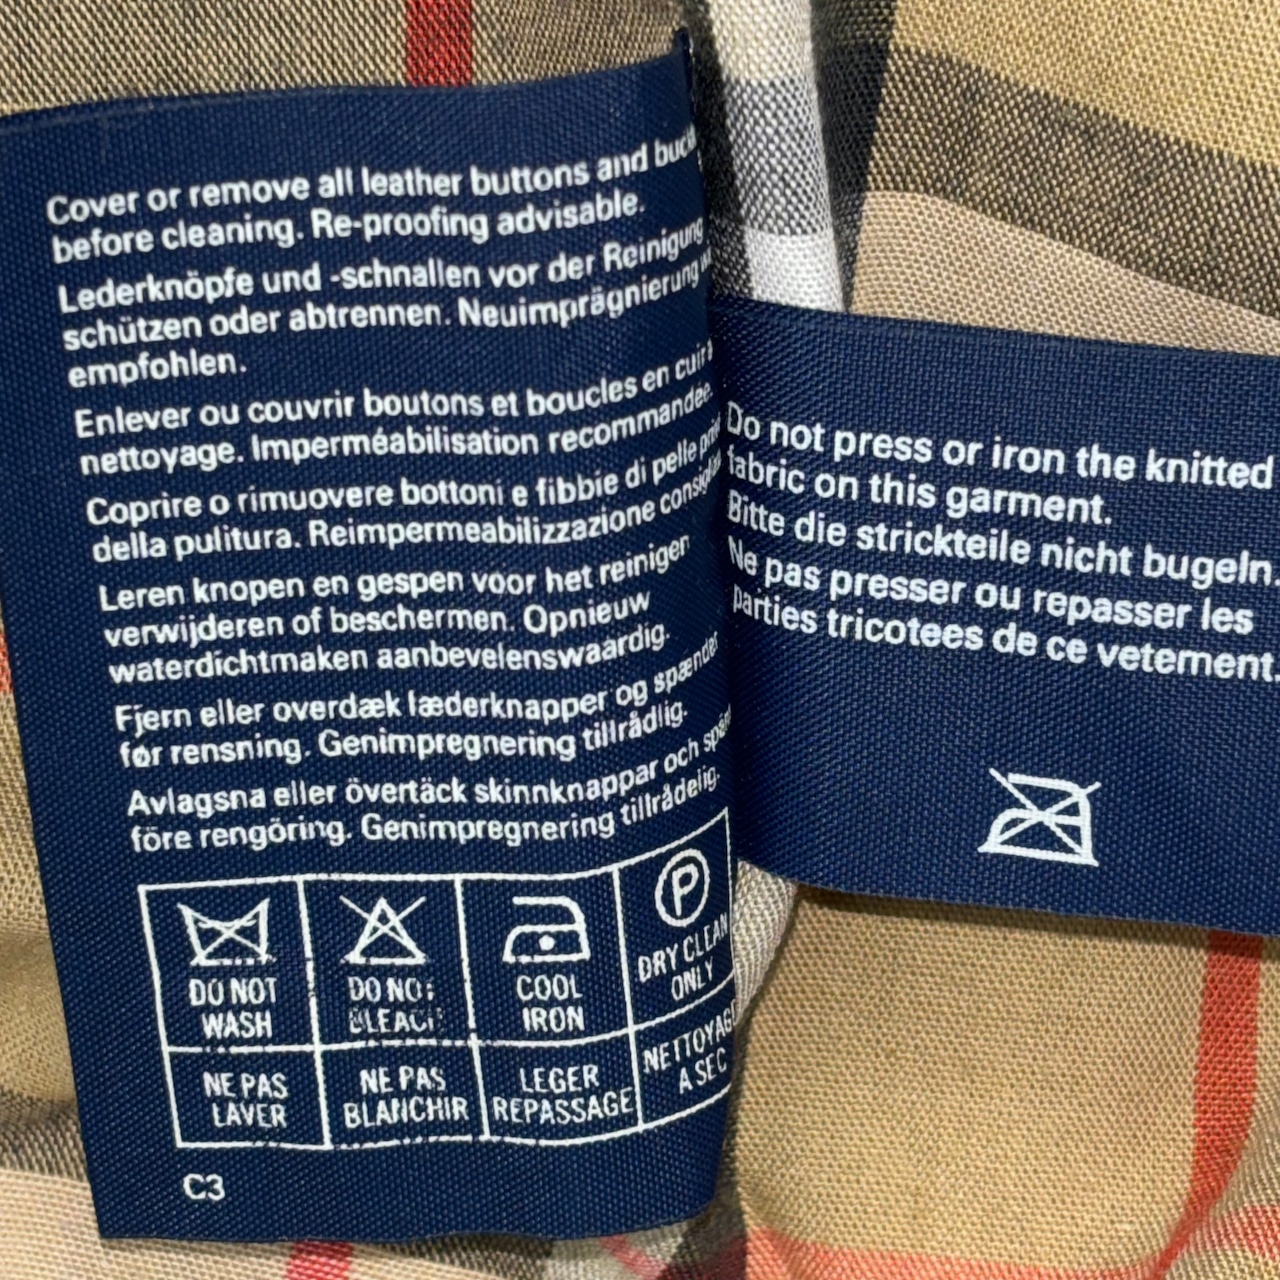 Cover or remove all leather buttons and
before cleaning. Re-proofing advisable.
Lederknöpfe und -schnallen vor der Reinigung
schützen oder abtrennen. Neuimprägnierung
empfohlen.
Enlever ou couvrir boutons et boucles en cuir
nettoyage. Imperméabilisation recommandée.
Coprire o rimuovere bottoni e fibbie di pelle
della pulitura. Reimpermeabilizzazione
Leren knopen en gespen voor het reinigen
verwijderen of beschermen. Opnieuw
waterdichtmaken aanbevelenswaardig.
Fjern eller overdæk læderknapper og spænder
før rensning. Genimpregnering tillrådlig.
Avlagsna eller övertäck skinnknappar och
före rengöring. Genimpregnering tillrådelig.
DO NOT
WASH
DO NOT
BLEACH
COOL
IRON
P
DRY CLEAN
ONLY
NE PAS
LAVER
NE PAS
BLANCHIR
LEGER
REPASSAGE
NETTOYAGE
A SEC
C3
Do not press or iron the knitted
fabric on this garment.
Bitte die strickteile nicht bugeln.
Ne pas presser ou repasser les
parties tricotees de ce vetement.